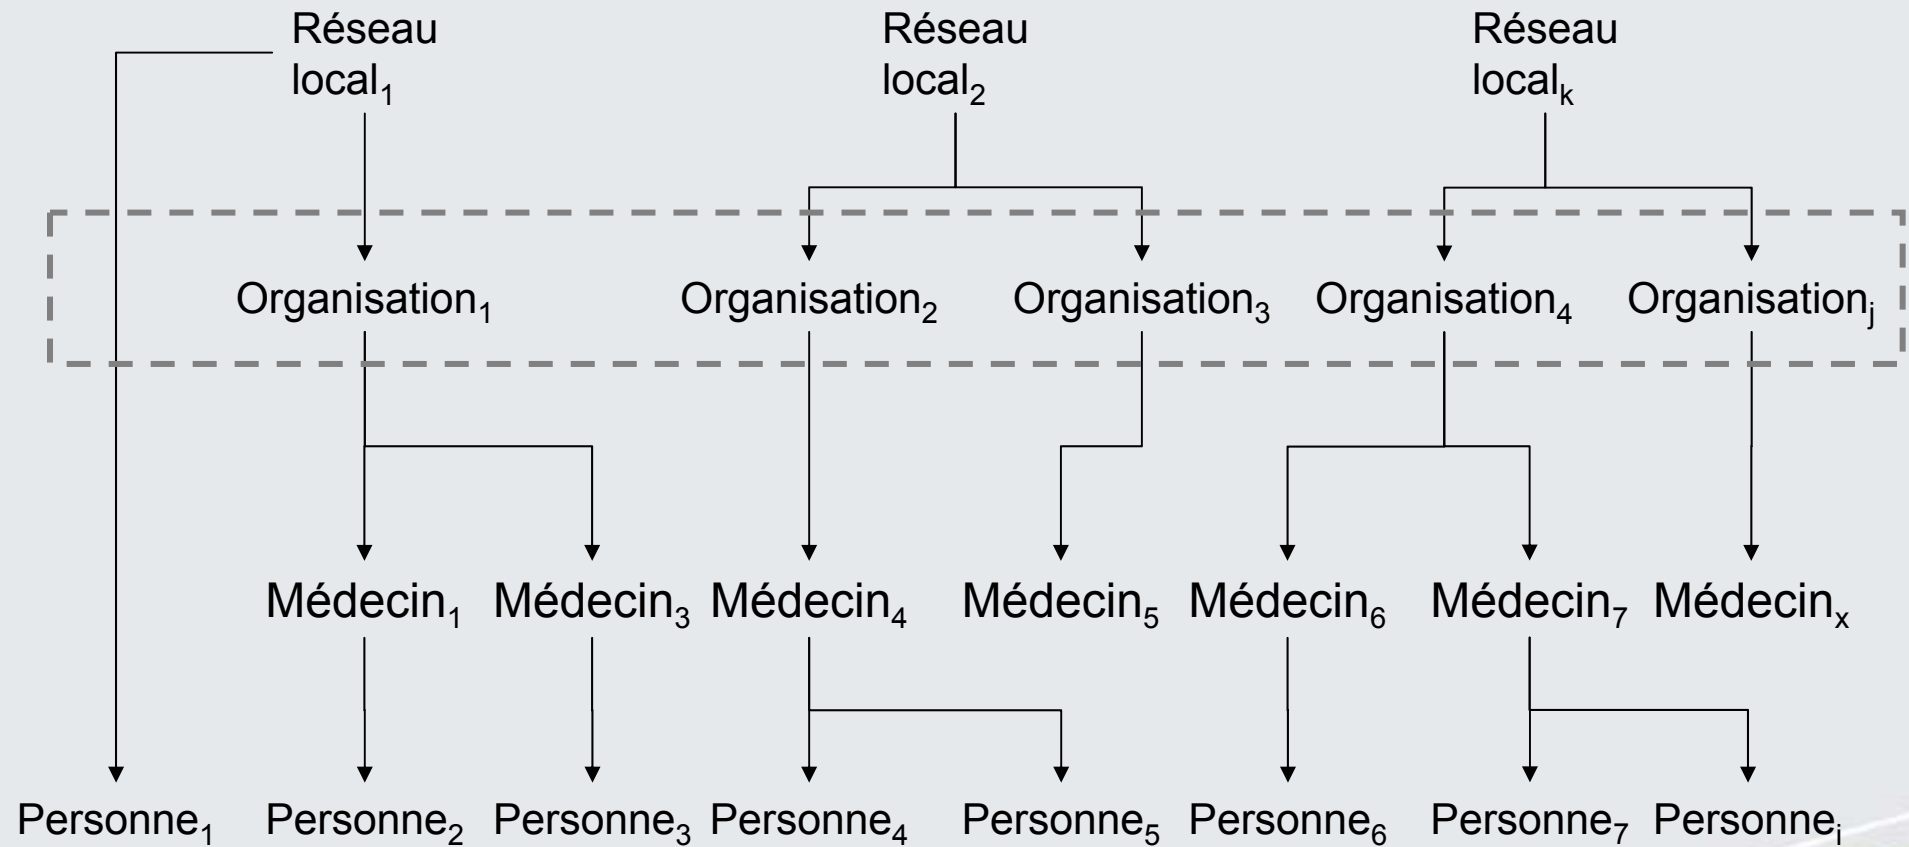 Réseau
local₁
Réseau
local₂
Réseau
localₖ
Organisation₁
Organisation₂
Organisation₃
Organisation₄
Organisationⱼ
Médecin₁
Médecin₃
Médecin₄
Médecin₅
Médecin₆
Médecin₇
Médecinₓ
Personne₁
Personne₂
Personne₃
Personne₄
Personne₅
Personne₆
Personne₇
Personneᵢ